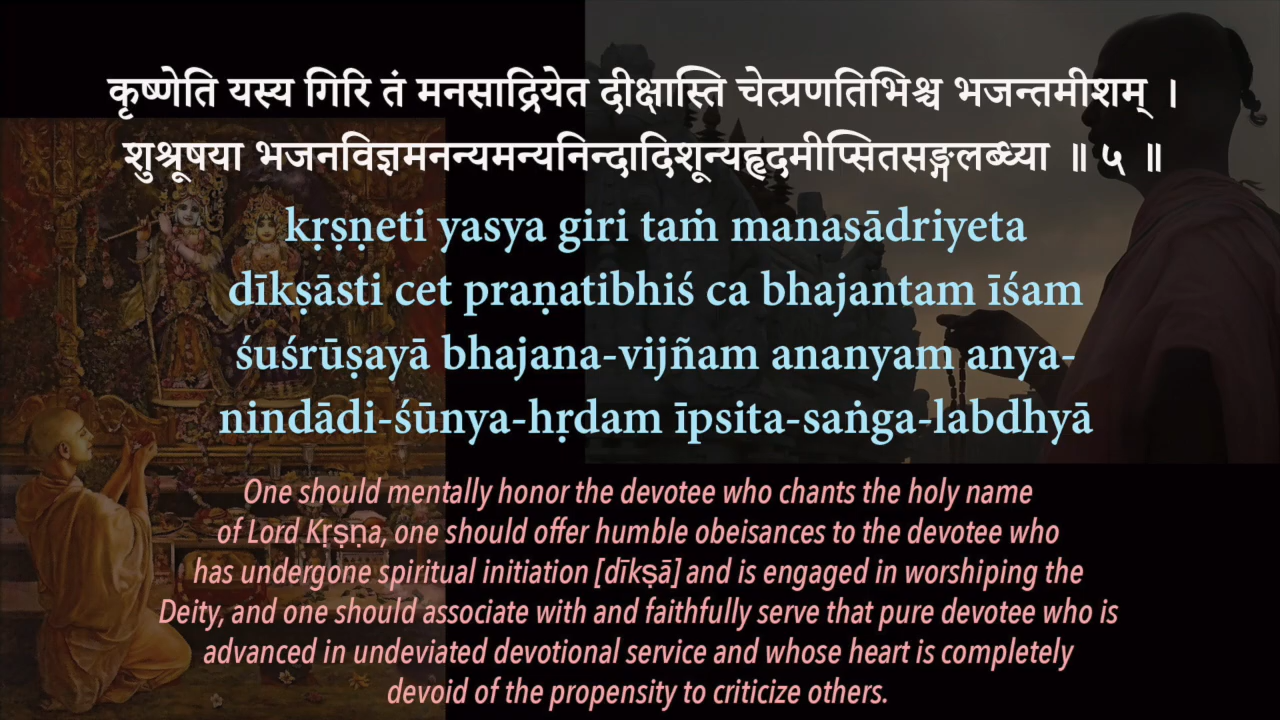 कृष्णेति यस्य गिरि तं मनसाद्रियेत दीक्षास्ति चेत्प्रणतिभिश्च भजन्तमीशम् ।
शुश्रूषया भजनविज्ञमनन्यमन्यनिन्दादिशून्यहृदमीप्सितसङ्गलब्ध्या ॥ ५ ॥
kṛṣṇeti yasya giri taṁ manasādriyeta
dīkṣāsti cet praṇatibhiś ca bhajantam īśam
śuśrūṣayā bhajana-vijñam ananyam anya-
nindādi-śūnya-hṛdam īpsita-saṅga-labdhyā
One should mentally honor the devotee who chants the holy name
of Lord Kṛṣṇa, one should offer humble obeisances to the devotee who
has undergone spiritual initiation [dīkṣā] and is engaged in worshiping the
Deity, and one should associate with and faithfully serve that pure devotee who is
advanced in undeviated devotional service and whose heart is completely
devoid of the propensity to criticize others.